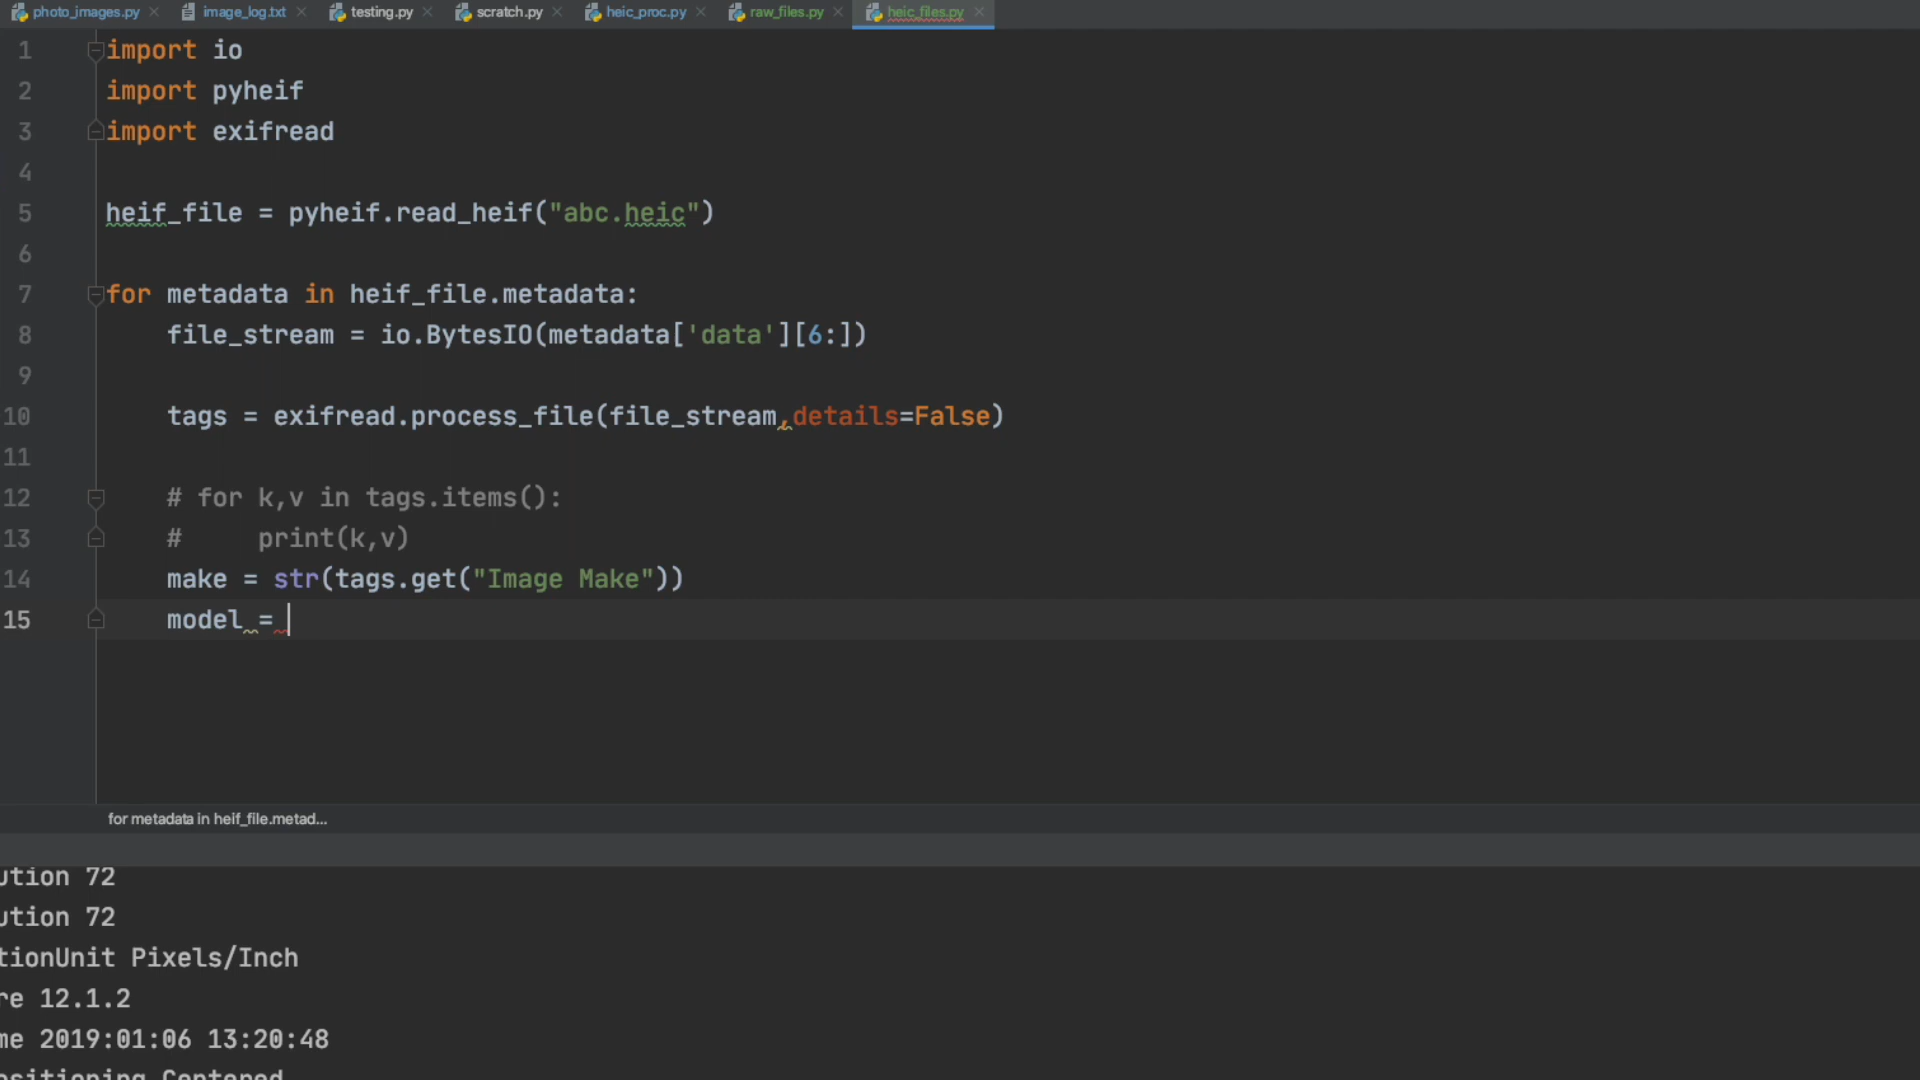 photo_images.py image_log.txt testing.py scratch.py heic_proc.py raw_files.py heic_files.py
1 import io
2 import pyheif
3 import exifread
4
5 heif_file = pyheif.read_heif("abc.heic")
6
7 for metadata in heif_file.metadata:
8 file_stream = io.BytesIO(metadata['data'][6:])
9
10 tags = exifread.process_file(file_stream,details=False)
11
12 # for k,v in tags.items():
13 # print(k,v)
14 make = str(tags.get("Image Make"))
15 model =
for metadata in heif_file.metad...
ution 72
ution 72
tionUnit Pixels/Inch
re 12.1.2
me 2019:01:06 13:20:48
ositioning Centered